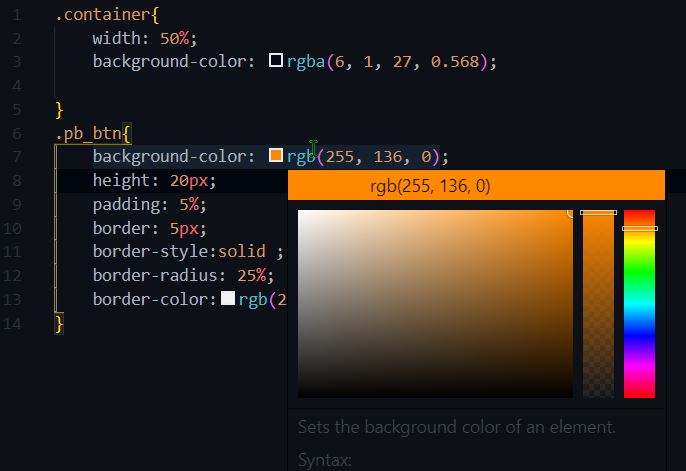 1 .container{
2 width: 50%;
3 background-color: rgba(6, 1, 27, 0.568);
4
5 }
6 .pb_btn{
7 background-color: rgb(255, 136, 0);
8 height: 20px;
rgb(255, 136, 0)
9 padding: 5%;
10 border: 5px;
11 border-style:solid ;
12 border-radius: 25%;
13 border-color: rgb(2
14 }
Sets the background color of an element.
Syntax: